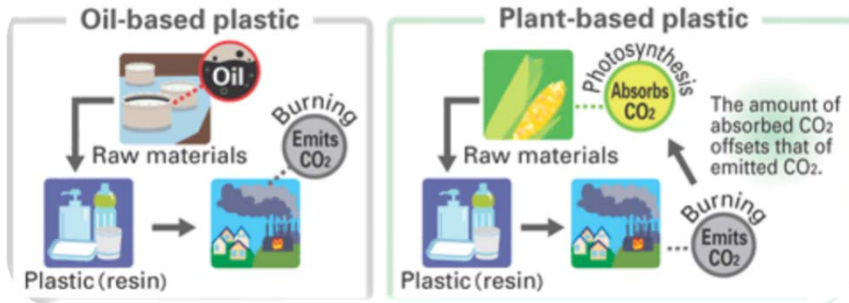 Oil-based plastic
Oil
Raw materials
Burning
Emits
CO₂
Plastic (resin)
Plant-based plastic
Photosynthesis
Absorbs
CO₂
Raw materials
The amount of
absorbed CO₂
offsets that of
emitted CO₂.
Burning
Emits
CO₂
Plastic (resin)